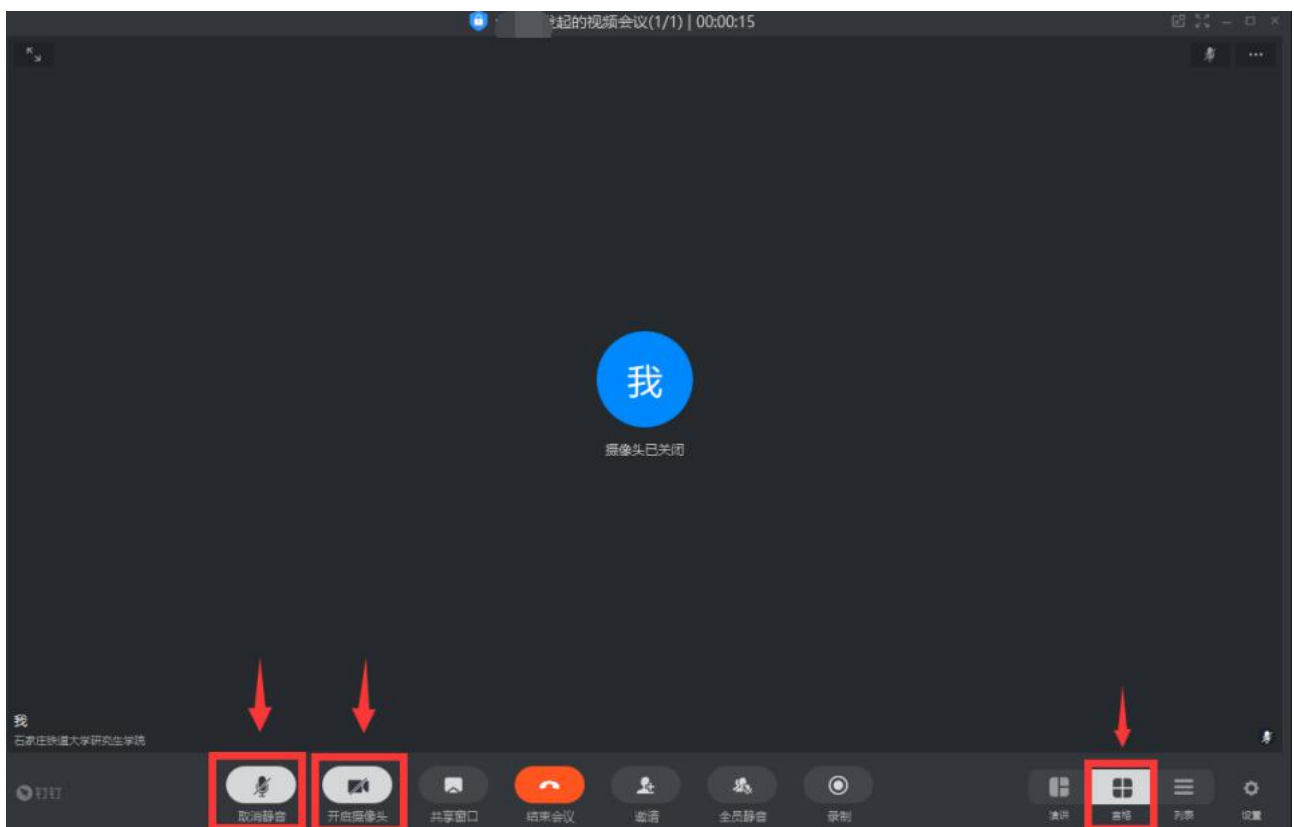 起的视频会议(1/1) | 00:00:15
我
摄像头已关闭
我
石家庄铁道大学研究生学院
钉钉
取消静音
开启摄像头
共享窗口
结束会议
邀请
全员静音
录制
演讲
宫格
列表
设置